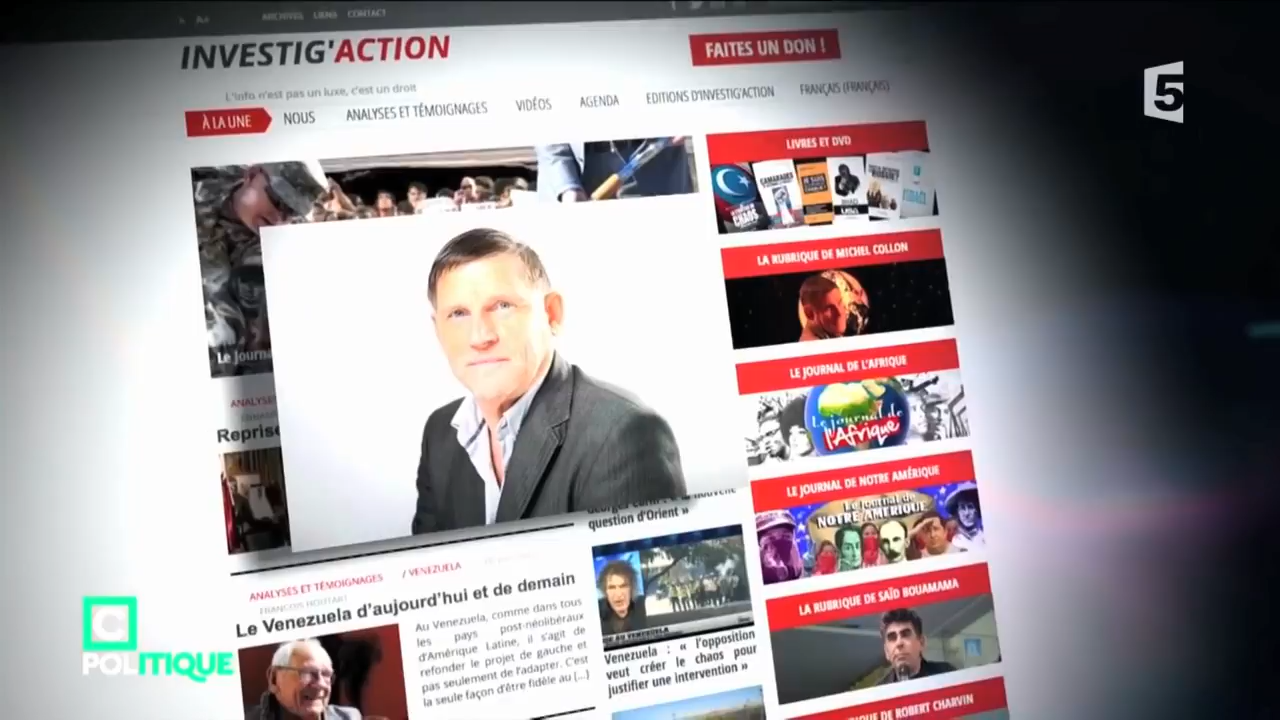 ARCHIVES LIENS CONTACT
INVESTIG'ACTION
FAITES UN DON !
L'info n'est pas un luxe, c'est un droit
À LA UNE
NOUS
ANALYSES ET TÉMOIGNAGES
VIDÉOS
AGENDA
EDITIONS D'INVESTIG'ACTION
FRANÇAIS (FRANÇAIS)
5
LIVRES ET DVD
LA RUBRIQUE DE MICHEL COLLON
Le Journa
LE JOURNAL DE L'AFRIQUE
Le journal de
l'Afrique
ANALYSES
Reprise
LE JOURNAL DE NOTRE AMÉRIQUE
Le journal de
NOTRE AMÉRIQUE
question d'Orient »
ANALYSES ET TÉMOIGNAGES / VENEZUELA
FRANÇOIS HOUTART
Le Venezuela d'aujourd'hui et de demain
Au Venezuela, comme dans tous
les pays post-néolibéraux
d'Amérique Latine, il s'agit de
refonder le projet de gauche et
pas seulement de l'adapter. C'est
la seule façon d'être fidèle au [...]
Venezuela : « l'opposition
veut créer le chaos pour
justifier une intervention »
LA RUBRIQUE DE SAÏD BOUAMAMA
DE ROBERT CHARVIN
C
POLITIQUE